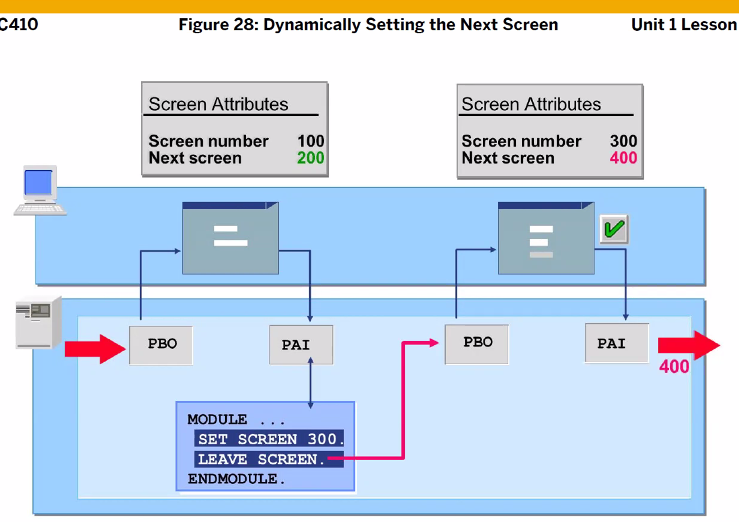 C410 Figure 28: Dynamically Setting the Next Screen Unit 1 Lesson
Screen Attributes
Screen number 100
Next screen 200
Screen Attributes
Screen number 300
Next screen 400
PBO
PAI
PBO
PAI
400
MODULE ...
SET SCREEN 300.
LEAVE SCREEN.
ENDMODULE.